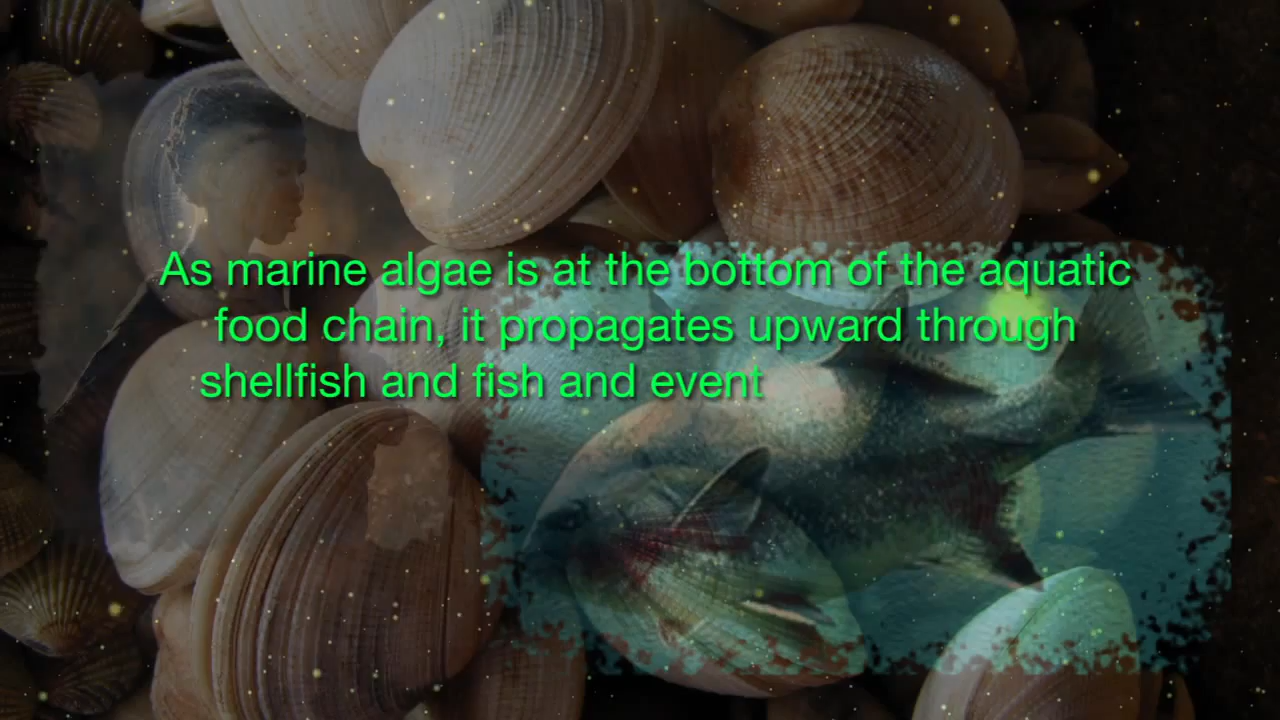 As marine algae is at the bottom of the aquatic
food chain, it propagates upward through
shellfish and fish and event